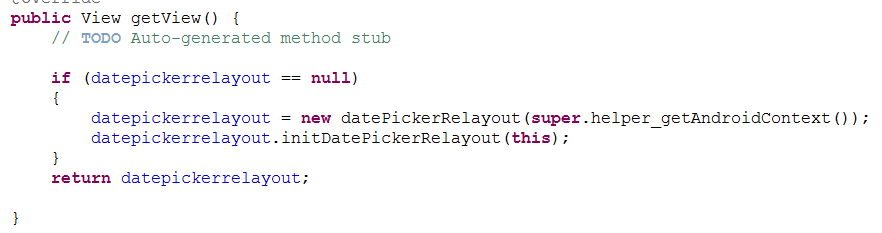 @Override
public View getView() {
// TODO Auto-generated method stub
if (datepickerrelayout == null)
{
datepickerrelayout = new datePickerRelayout(super.helper_getAndroidContext());
datepickerrelayout.initDatePickerRelayout(this);
}
return datepickerrelayout;
}